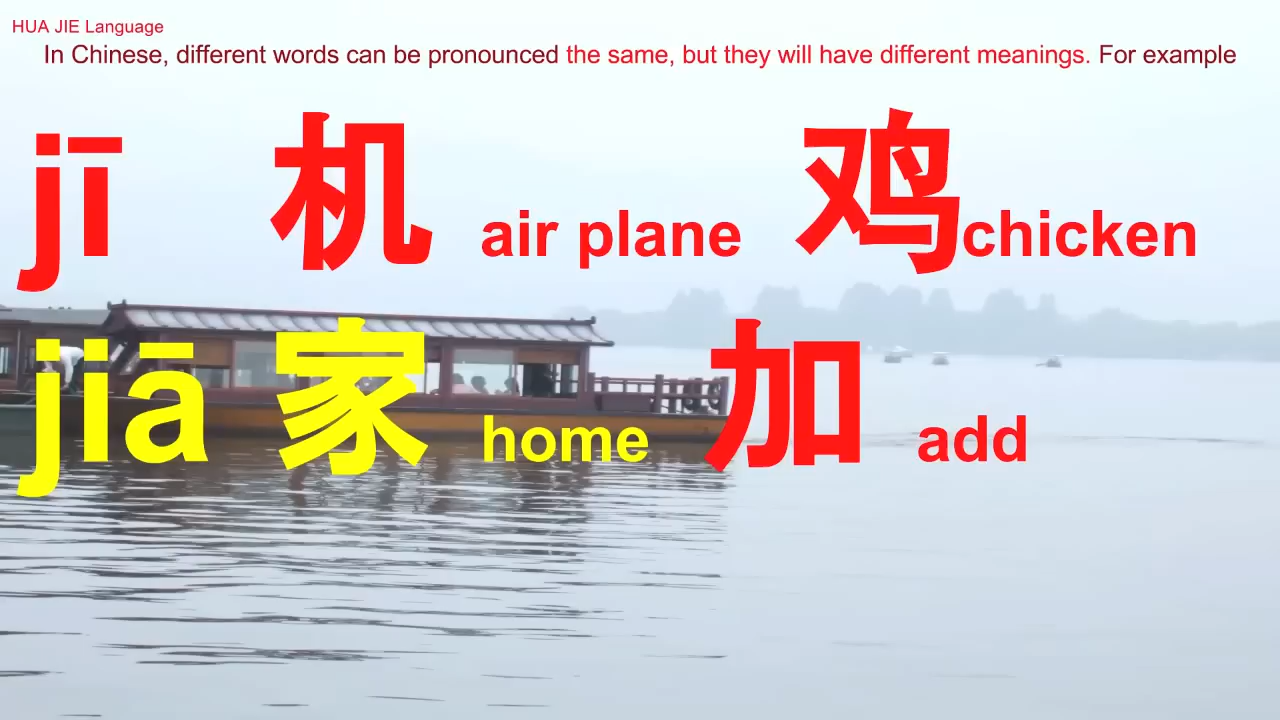 HUA JIE Language
In Chinese, different words can be pronounced the same, but they will have different meanings. For example
jī 机 air plane 鸡 chicken
jiā 家 home 加 add